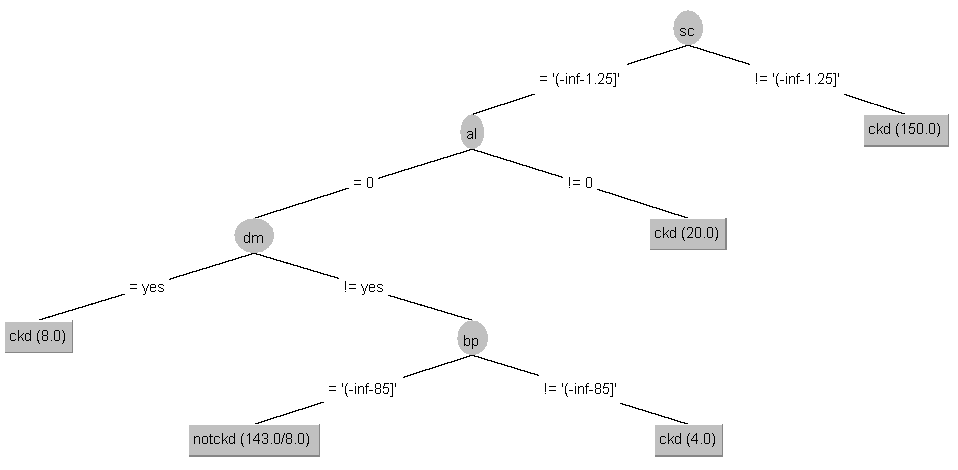 sc
= '(-inf-1.25]'
!= '(-inf-1.25]'
al
ckd (150.0)
= 0
!= 0
dm
ckd (20.0)
= yes
!= yes
ckd (8.0)
bp
= '(-inf-85]'
!= '(-inf-85]'
notckd (143.0/8.0)
ckd (4.0)